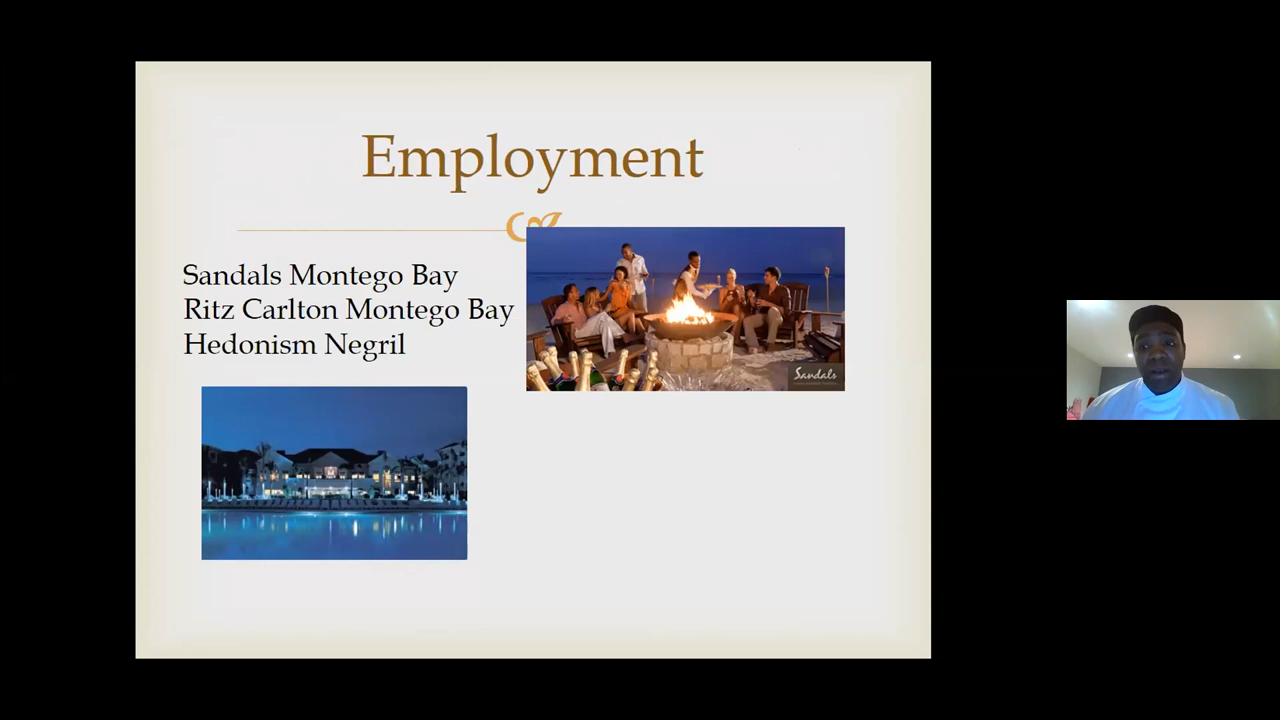 Employment
Sandals Montego Bay
Ritz Carlton Montego Bay
Hedonism Negril
Sandals